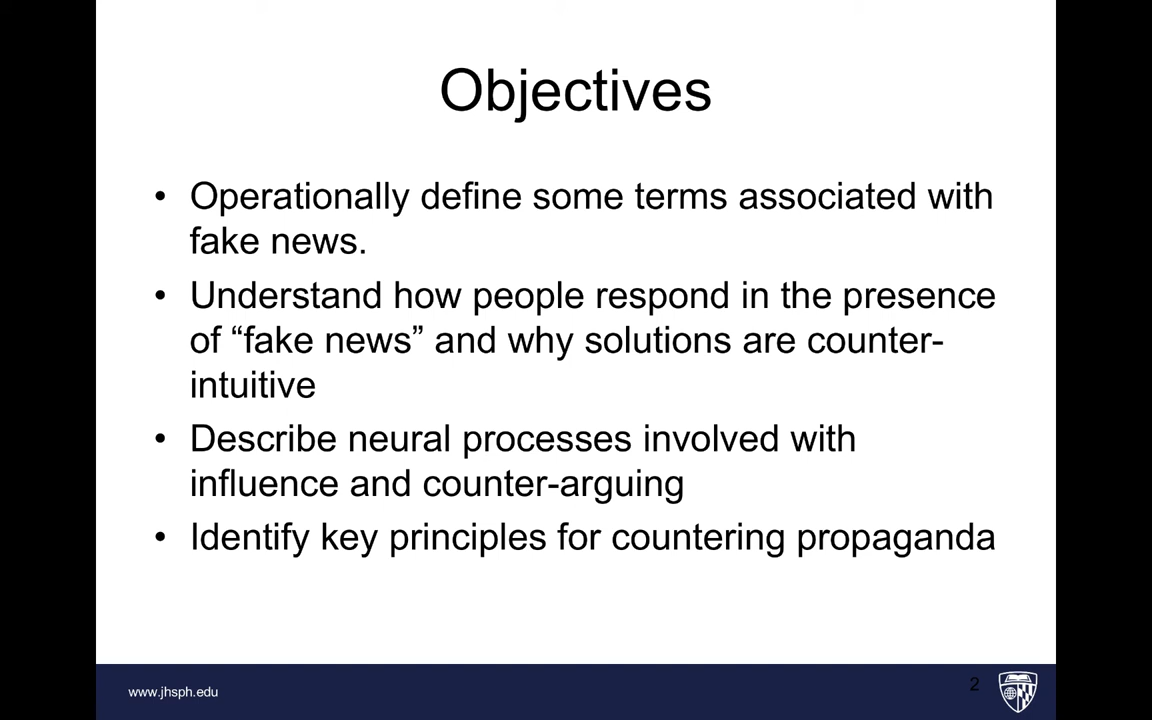 Objectives
• Operationally define some terms associated with
fake news.
• Understand how people respond in the presence
of “fake news” and why solutions are counter-
intuitive
• Describe neural processes involved with
influence and counter-arguing
• Identify key principles for countering propaganda
www.jhsph.edu
2